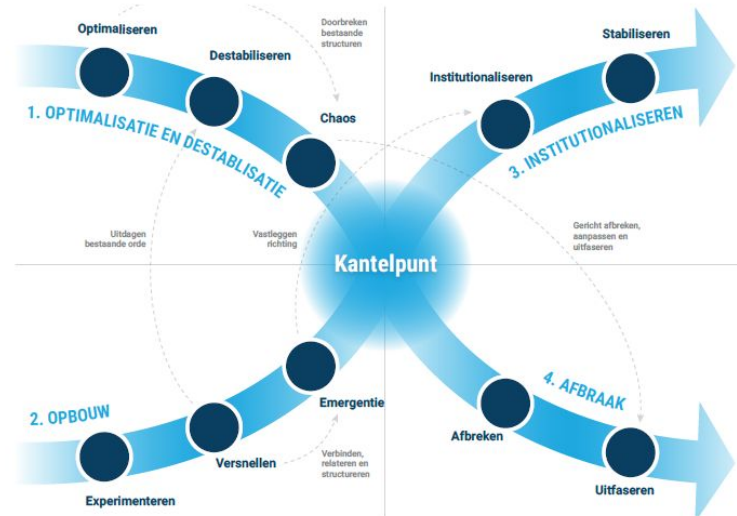 Optimaliseren
Doorbreken
bestaande
structuren
Destabiliseren
Chaos
1. OPTIMALISATIE EN DESTABLISATIE
Stabiliseren
Institutionaliseren
3. INSTITUTIONALISEREN
Uitdagen
bestaande orde
Vastleggen
richting
Gericht afbreken,
aanpassen en
uitfaseren
Kantelpunt
2. OPBOUW
Emergentie
Versnellen
Verbinden,
relateren en
structureren
Experimenteren
4. AFBRAAK
Afbreken
Uitfaseren